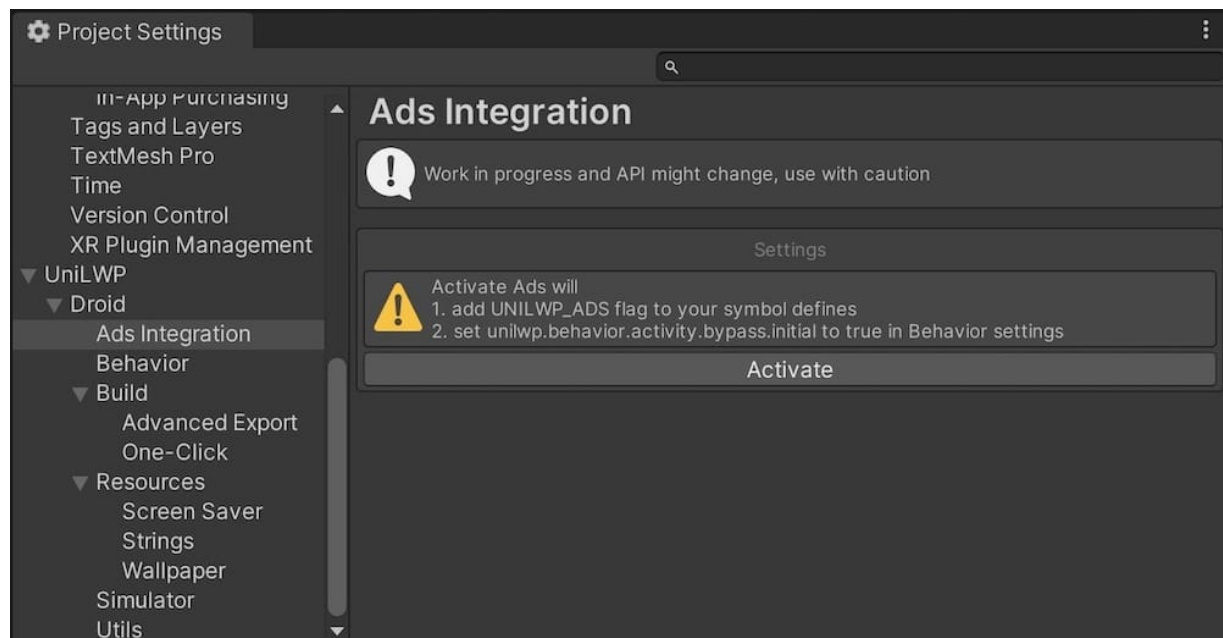 Project Settings
In-App Purchasing
Tags and Layers
TextMesh Pro
Time
Version Control
XR Plugin Management
UniLWP
Droid
Ads Integration
Behavior
Build
Advanced Export
One-Click
Resources
Screen Saver
Strings
Wallpaper
Simulator
Utils
Ads Integration
Work in progress and API might change, use with caution
Settings
Activate Ads will
1. add UNILWP_ADS flag to your symbol defines
2. set unilwp.behavior.activity.bypass.initial to true in Behavior settings
Activate